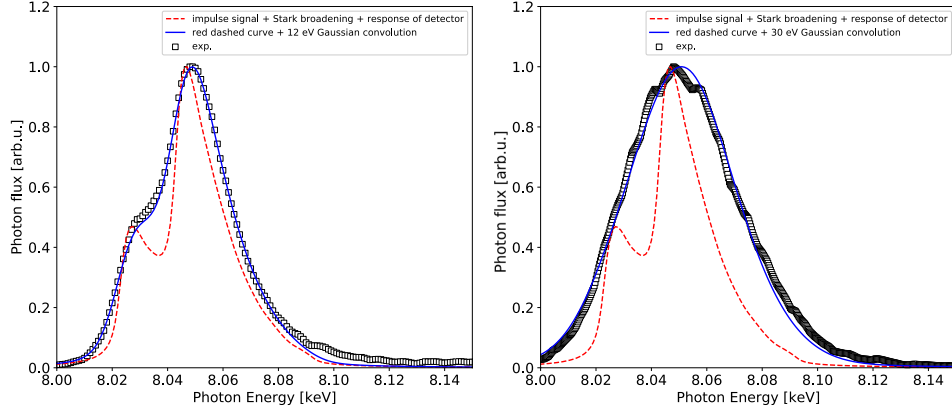 impulse signal + Stark broadening + response of detector
red dashed curve + 12 eV Gaussian convolution
exp.
1.0
0.8
0.6
0.4
0.2
0.0
Photon flux [arb.u.]
8.00 8.02 8.04 8.06 8.08 8.10 8.12 8.14
Photon Energy [keV]
impulse signal + Stark broadening + response of detector
red dashed curve + 30 eV Gaussian convolution
exp.
1.0
0.8
0.6
0.4
0.2
0.0
Photon flux [arb.u.]
8.00 8.02 8.04 8.06 8.08 8.10 8.12 8.14
Photon Energy [keV]